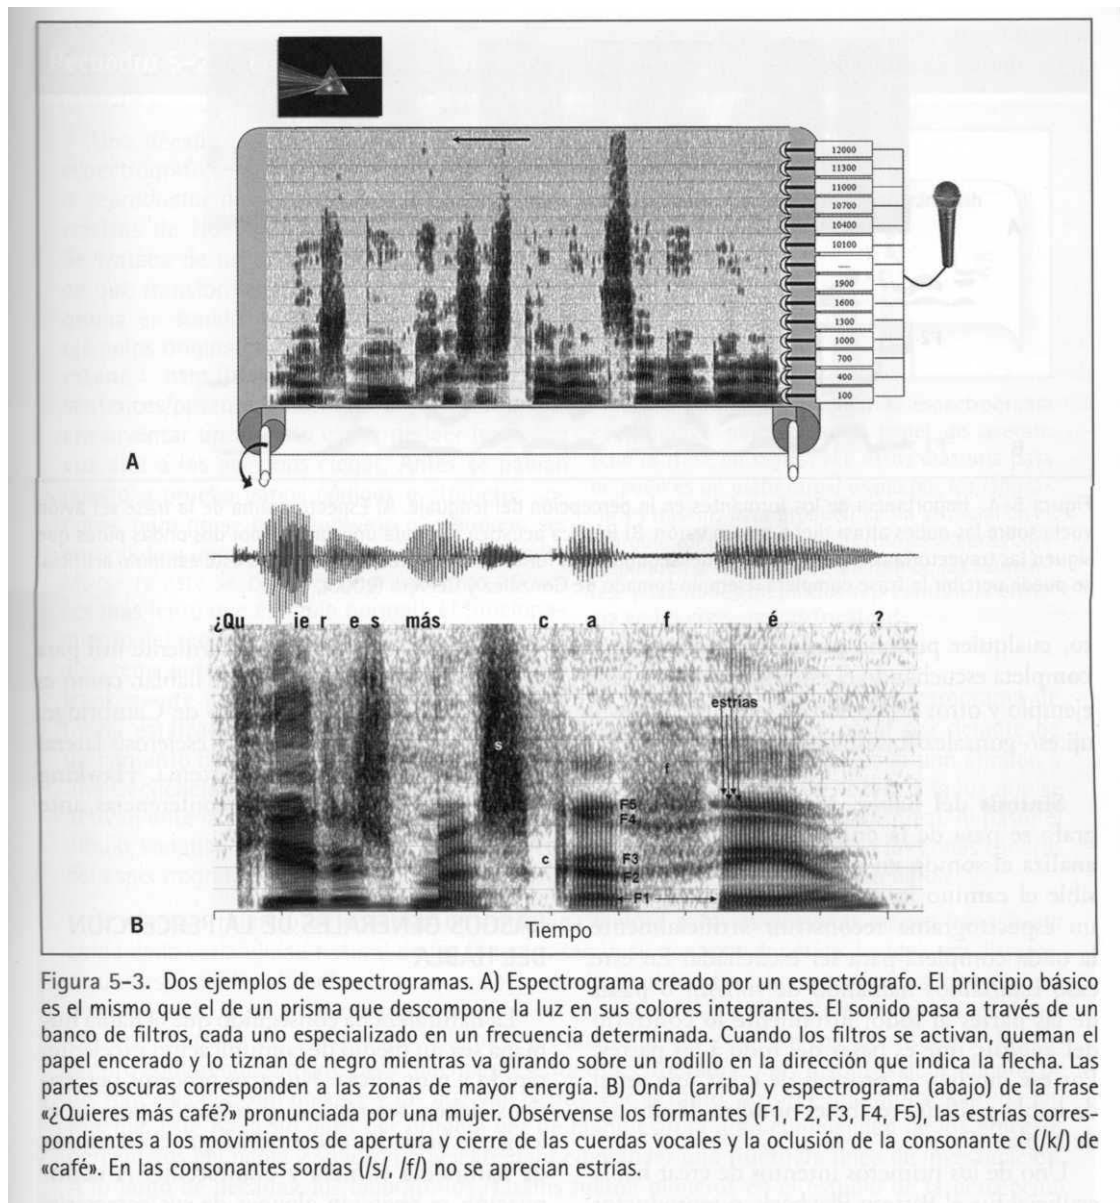 12000
11300
11000
10700
10400
10100
—
1900
1600
1300
1000
700
400
100
A
¿Qu ie r e s más c a f é ?
estrías
s
f
F5
F4
c
F3
F2
F1
B
Tiempo
Figura 5-3. Dos ejemplos de espectrogramas. A) Espectrograma creado por un espectrógrafo. El principio básico
es el mismo que el de un prisma que descompone la luz en sus colores integrantes. El sonido pasa a través de un
banco de filtros, cada uno especializado en un frecuencia determinada. Cuando los filtros se activan, queman el
papel encerado y lo tiznan de negro mientras va girando sobre un rodillo en la dirección que indica la flecha. Las
partes oscuras corresponden a las zonas de mayor energía. B) Onda (arriba) y espectrograma (abajo) de la frase
«¿Quieres más café?» pronunciada por una mujer. Obsérvense los formantes (F1, F2, F3, F4, F5), las estrías corres-
pondientes a los movimientos de apertura y cierre de las cuerdas vocales y la oclusión de la consonante c (/k/) de
«café». En las consonantes sordas (/s/, /f/) no se aprecian estrías.